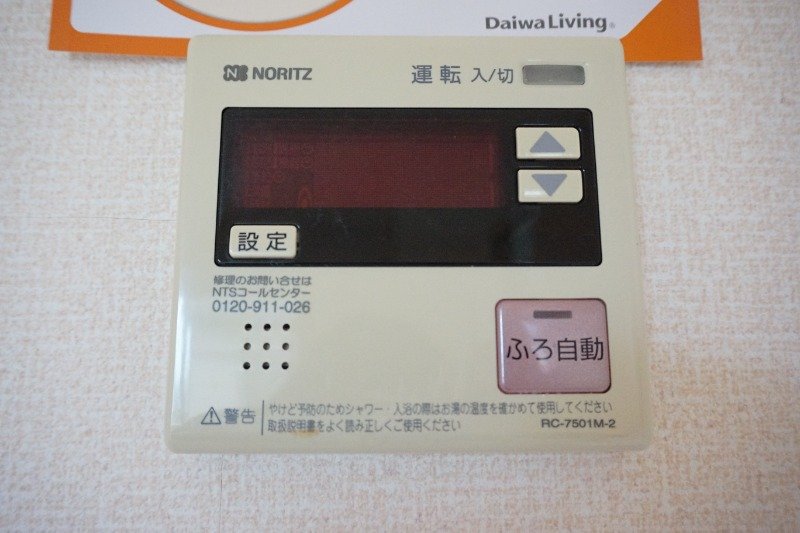 DaiwaLiving®
NORITZ
運転 入/切
設定
修理のお問い合せは
NTSコールセンター
0120-911-026
ふろ自動
警告
やけど予防のためシャワー・入浴の際はお湯の温度を確かめて使用してください
取扱説明書をよく読み正しくご使用ください
RC-7501M-2